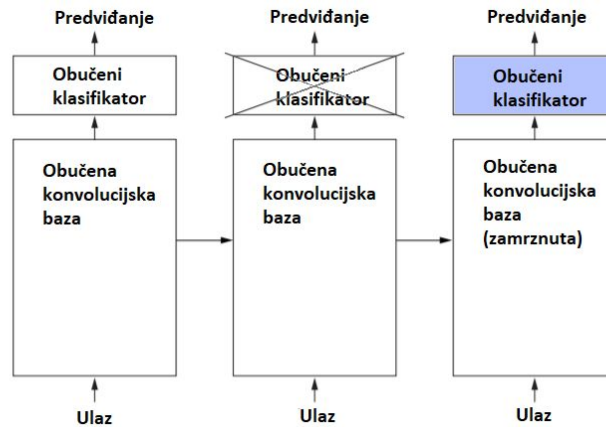 Predviđanje
Obučeni
klasifikator
Obučena
konvolucijska
baza
Ulaz
Predviđanje
Obučeni
klasifikator
Obučena
konvolucijska
baza
Ulaz
Predviđanje
Obučeni
klasifikator
Obučena
konvolucijska
baza
(zamrznuta)
Ulaz